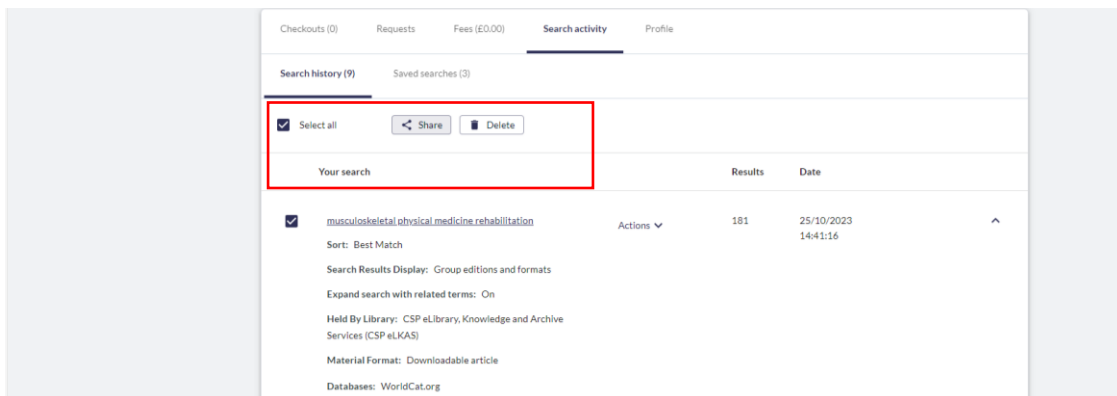 Checkouts (0) Requests Fees (£0.00) Search activity Profile
Search history (9) Saved searches (3)
Select all Share Delete
Your search Results Date
musculoskeletal physical medicine rehabilitation Actions 181 25/10/2023
14:41:16
Sort: Best Match
Search Results Display: Group editions and formats
Expand search with related terms: On
Held By Library: CSP eLibrary, Knowledge and Archive
Services (CSP eLKAS)
Material Format: Downloadable article
Databases: WorldCat.org